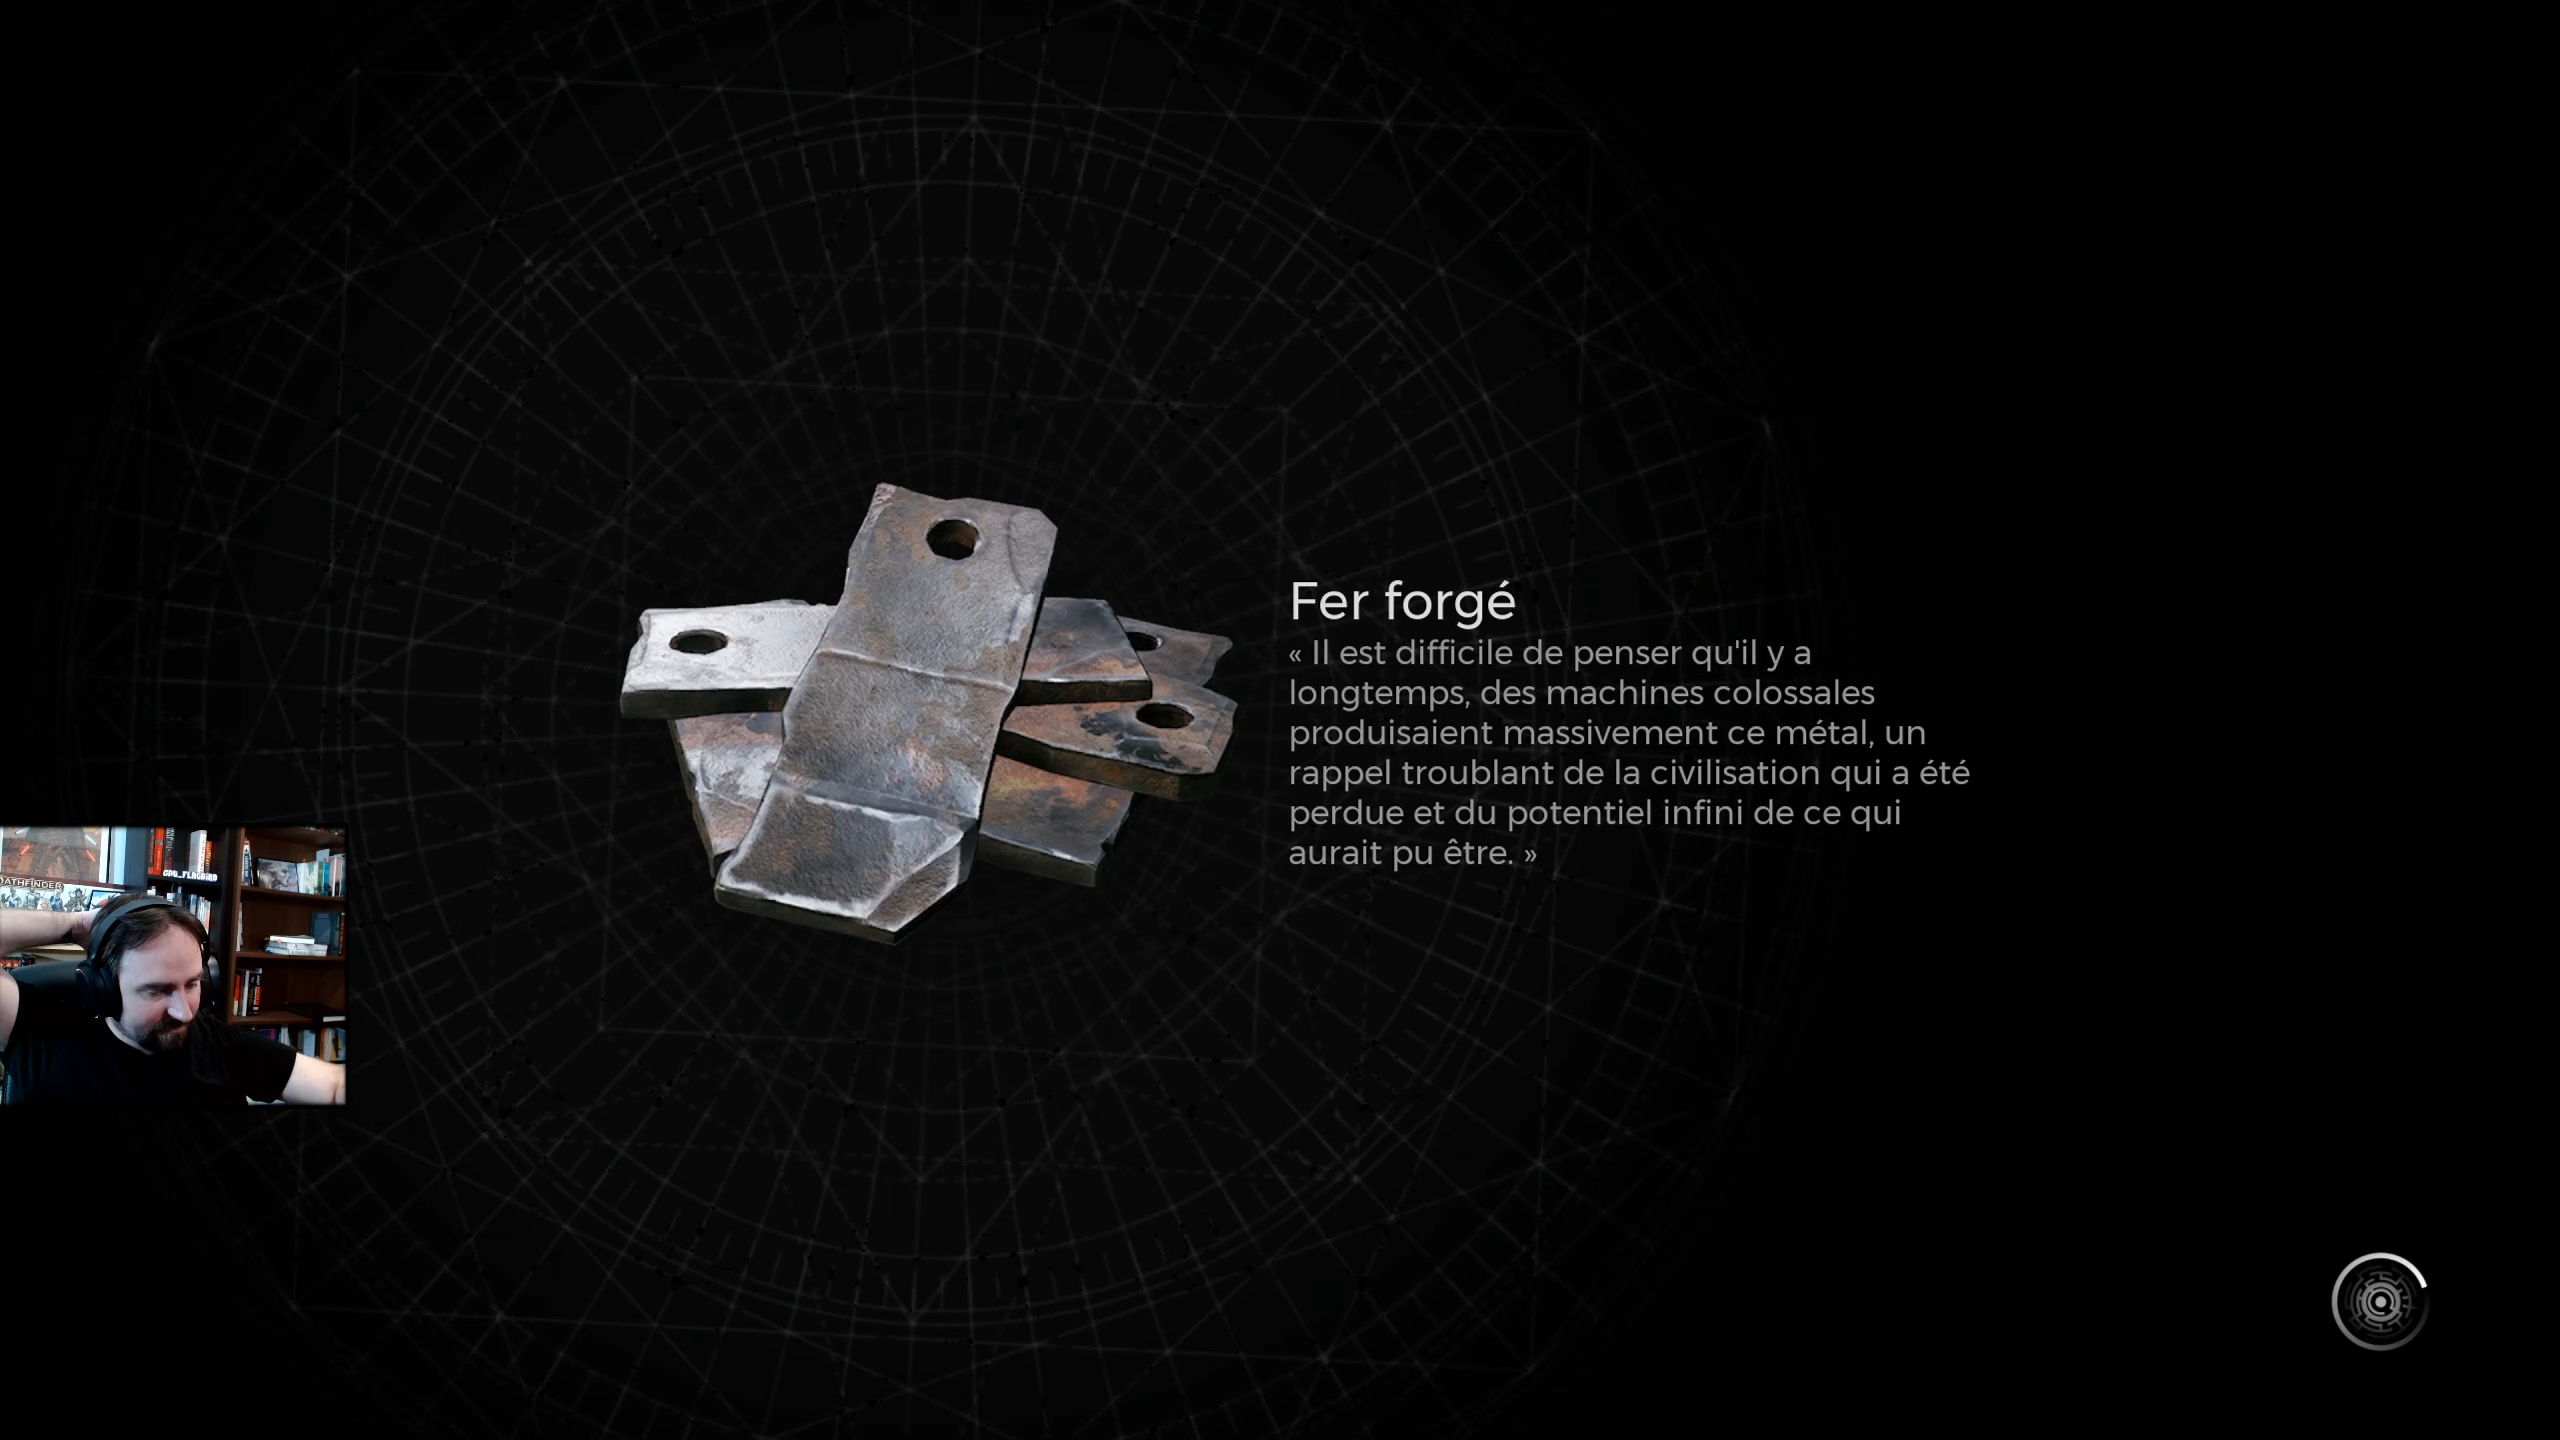 Fer forgé
« Il est difficile de penser qu'il y a
longtemps, des machines colossales
produisaient massivement ce métal, un
rappel troublant de la civilisation qui a été
perdue et du potentiel infini de ce qui
aurait pu être. »
PATHFINDER